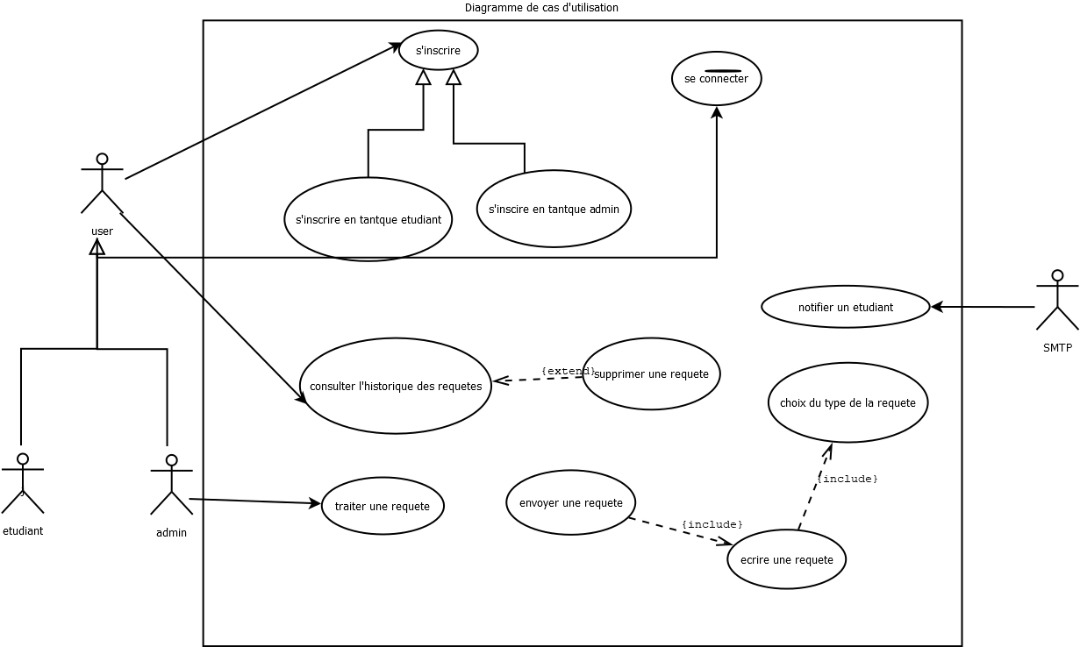 Diagramme de cas d'utilisation
s'inscrire
se connecter
s'inscrire en tantque etudiant
s'inscire en tantque admin
user
notifier un etudiant
SMTP
consulter l'historique des requetes
{extend}
supprimer une requete
choix du type de la requete
{include}
traiter une requete
envoyer une requete
{include}
ecrire une requete
etudiant
admin